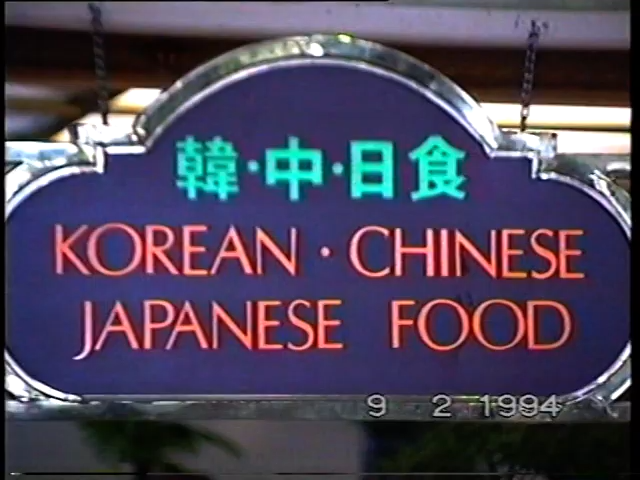 韓·中·日食
KOREAN · CHINESE
JAPANESE FOOD
9 2 1994